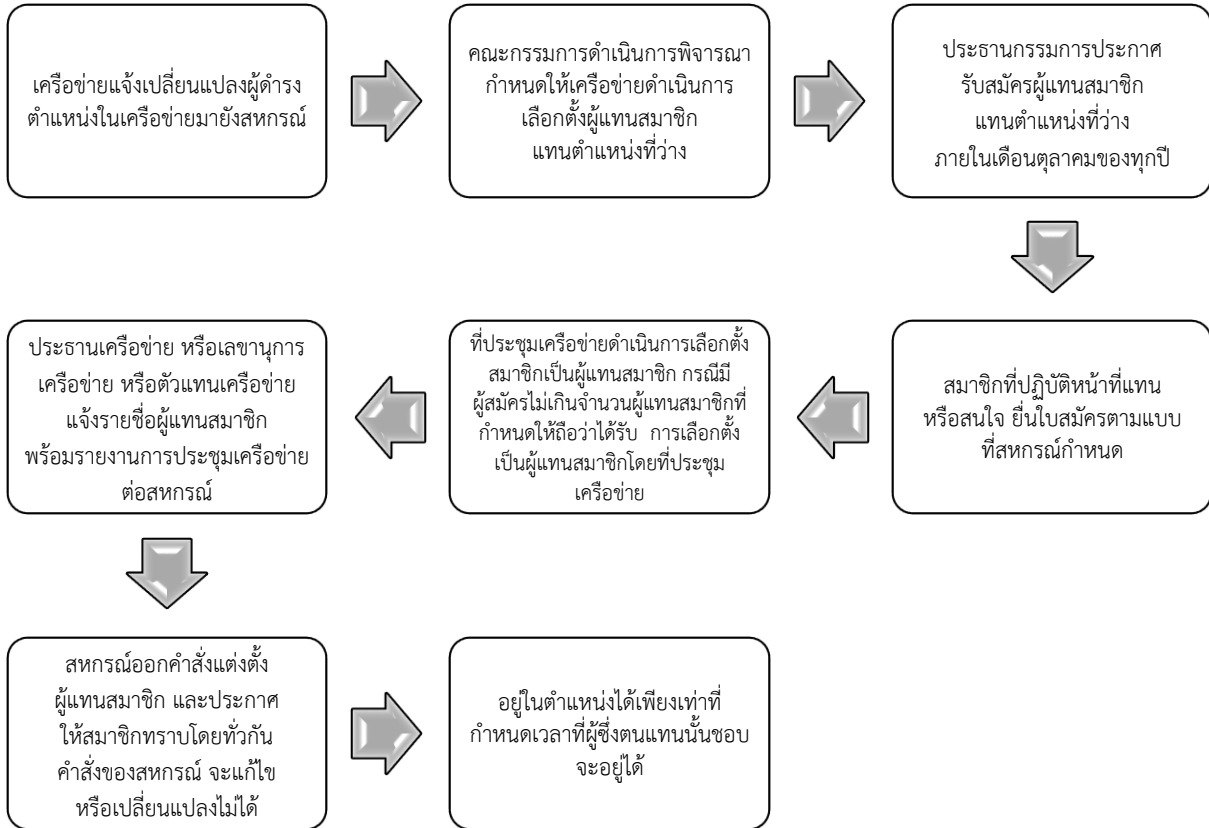 เครือข่ายแจ้งเปลี่ยนแปลงผู้ดำรง
ตำแหน่งในเครือข่ายมายังสหกรณ์
คณะกรรมการดำเนินการพิจารณา
กำหนดให้เครือข่ายดำเนินการ
เลือกตั้งผู้แทนสมาชิก
แทนตำแหน่งที่ว่าง
ประธานกรรมการประกาศ
รับสมัครผู้แทนสมาชิก
แทนตำแหน่งที่ว่าง
ภายในเดือนตุลาคมของทุกปี
สมาชิกที่ปฏิบัติหน้าที่แทน
หรือสนใจ ยื่นใบสมัครตามแบบ
ที่สหกรณ์กำหนด
ที่ประชุมเครือข่ายดำเนินการเลือกตั้ง
สมาชิกเป็นผู้แทนสมาชิก กรณีมี
ผู้สมัครไม่เกินจำนวนผู้แทนสมาชิกที่
กำหนดให้ถือว่าได้รับ การเลือกตั้ง
เป็นผู้แทนสมาชิกโดยที่ประชุม
เครือข่าย
ประธานเครือข่าย หรือเลขานุการ
เครือข่าย หรือตัวแทนเครือข่าย
แจ้งรายชื่อผู้แทนสมาชิก
พร้อมรายงานการประชุมเครือข่าย
ต่อสหกรณ์
สหกรณ์ออกคำสั่งแต่งตั้ง
ผู้แทนสมาชิก และประกาศ
ให้สมาชิกทราบโดยทั่วกัน
คำสั่งของสหกรณ์ จะแก้ไข
หรือเปลี่ยนแปลงไม่ได้
อยู่ในตำแหน่งได้เพียงเท่าที่
กำหนดเวลาที่ผู้ซึ่งตนแทนนั้นชอบ
จะอยู่ได้